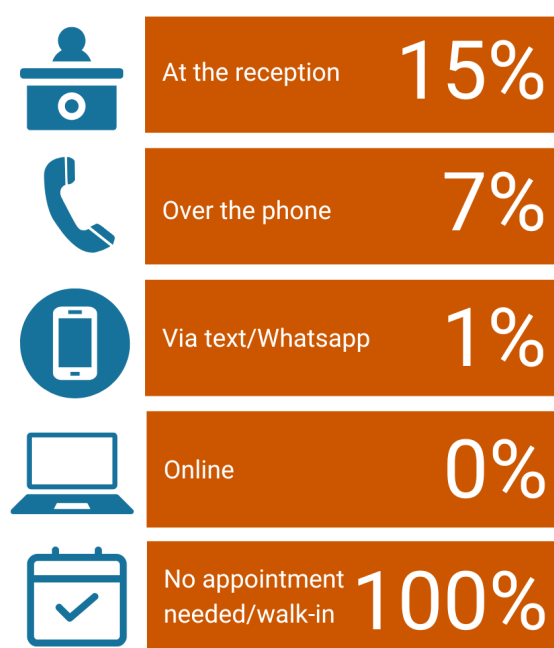 At the reception 15%
Over the phone 7%
Via text/Whatsapp 1%
Online 0%
No appointment
needed/walk-in 100%